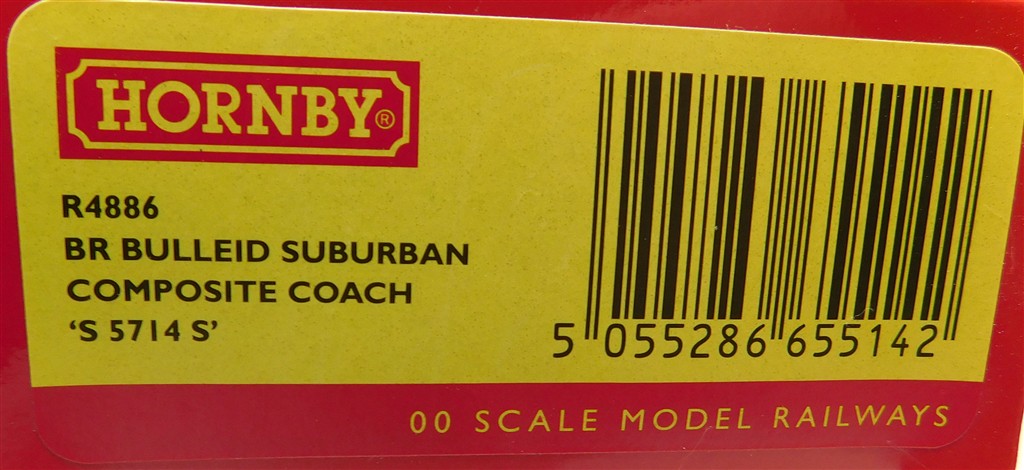 HORNBY®
R4886
BR BULLEID SUBURBAN
COMPOSITE COACH
‘S 5714 S’
5 055286 655142
00 SCALE MODEL RAILWAYS